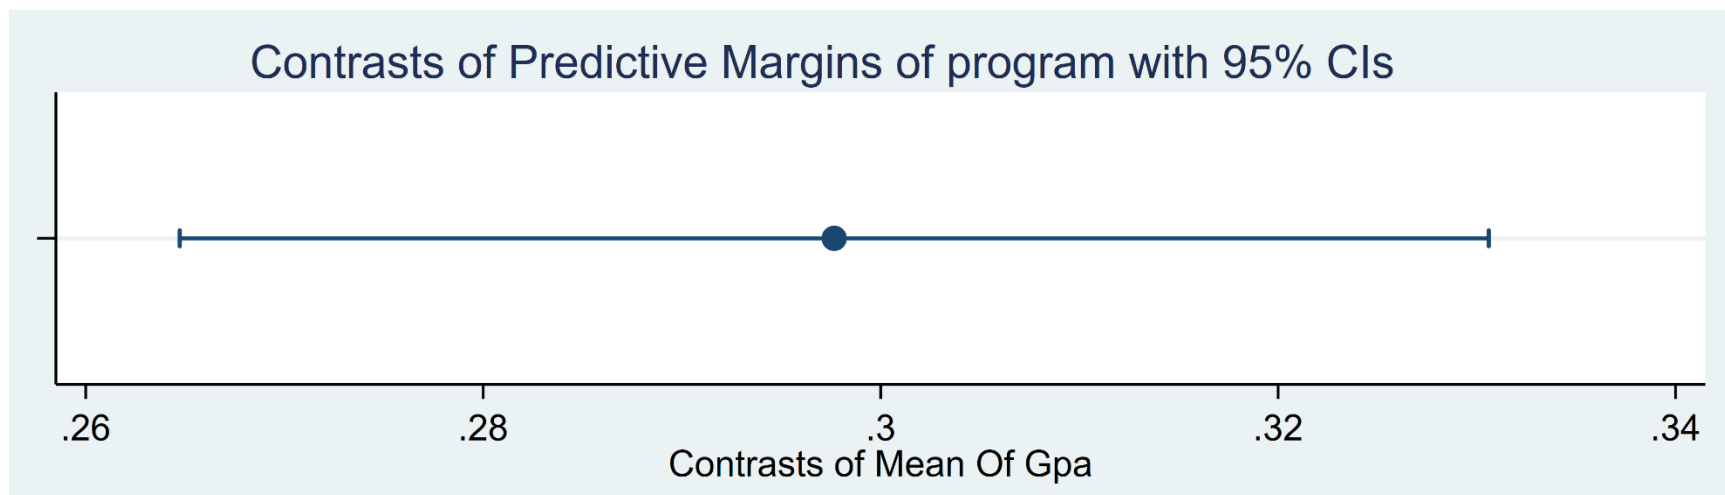 Contrasts of Predictive Margins of program with 95% CIs
.26 .28 .3 .32 .34
Contrasts of Mean Of Gpa